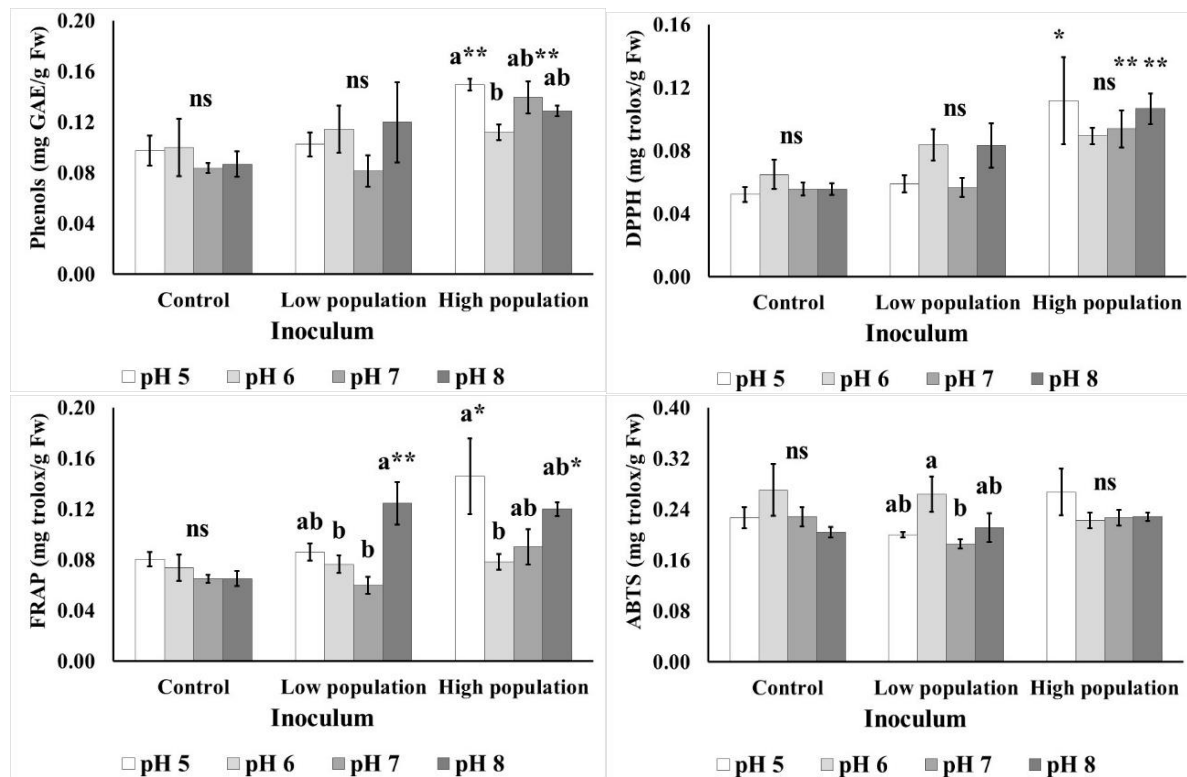 Phenols (mg GAE/g Fw)
0.20
0.16
0.12
0.08
0.04
0.00
ns
ns
a** b ab** ab
Control Low population High population
Inoculum
pH 5 pH 6 pH 7 pH 8
DPPH (mg trolox/g Fw)
0.16
0.12
0.08
0.04
0.00
ns
ns
* ns ** **
Control Low population High population
Inoculum
pH 5 pH 6 pH 7 pH 8
FRAP (mg trolox/g Fw)
0.20
0.16
0.12
0.08
0.04
0.00
ns
ab b b a**
a* b ab ab*
Control Low population High population
Inoculum
pH 5 pH 6 pH 7 pH 8
ABTS (mg trolox/g Fw)
0.40
0.32
0.24
0.16
0.08
0.00
ns
ab a b ab
ns
Control Low population High population
Inoculum
pH 5 pH 6 pH 7 pH 8